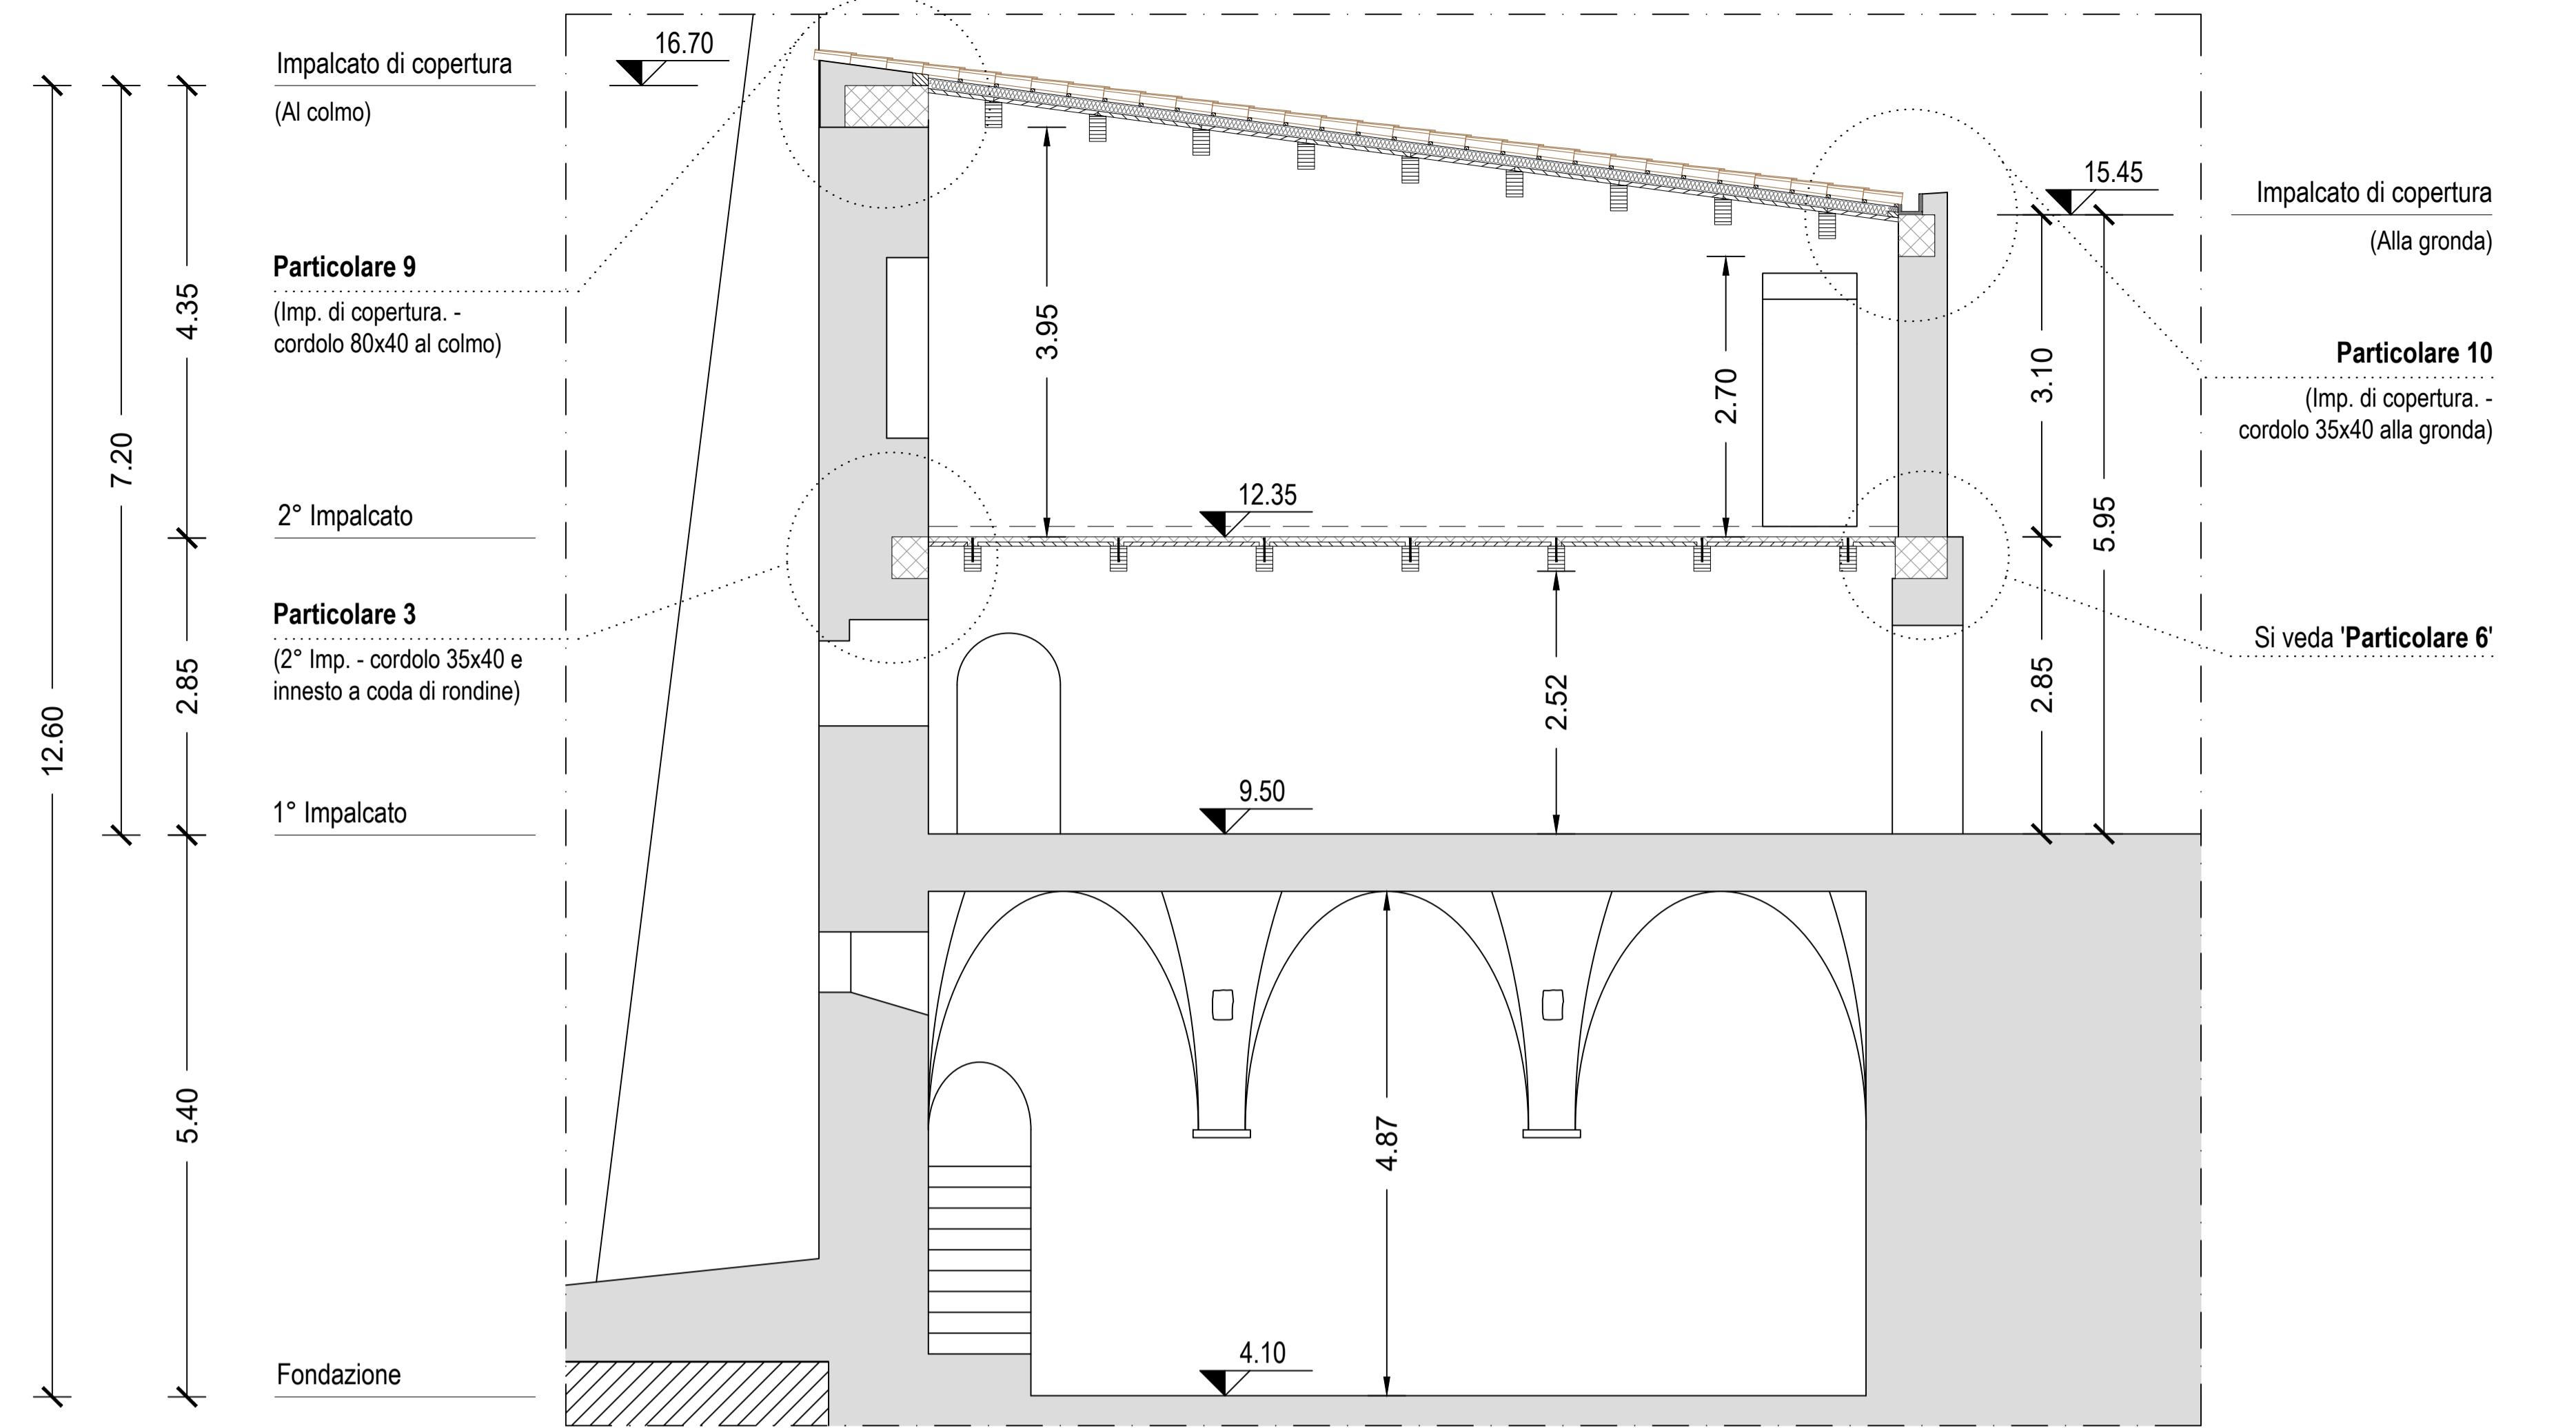 Impalcato di copertura
(Al colmo)
16.70
15.45
Impalcato di copertura
(Alla gronda)
Particolare 9
(Imp. di copertura. -
cordolo 80x40 al colmo)
4.35
3.95
2.70
3.10
Particolare 10
(Imp. di copertura. -
cordolo 35x40 alla gronda)
7.20
2° Impalcato
12.35
5.95
Particolare 3
(2° Imp. - cordolo 35x40 e
innesto a coda di rondine)
Si veda 'Particolare 6'
2.85
2.52
2.85
12.60
1° Impalcato
9.50
5.40
4.87
Fondazione
4.10